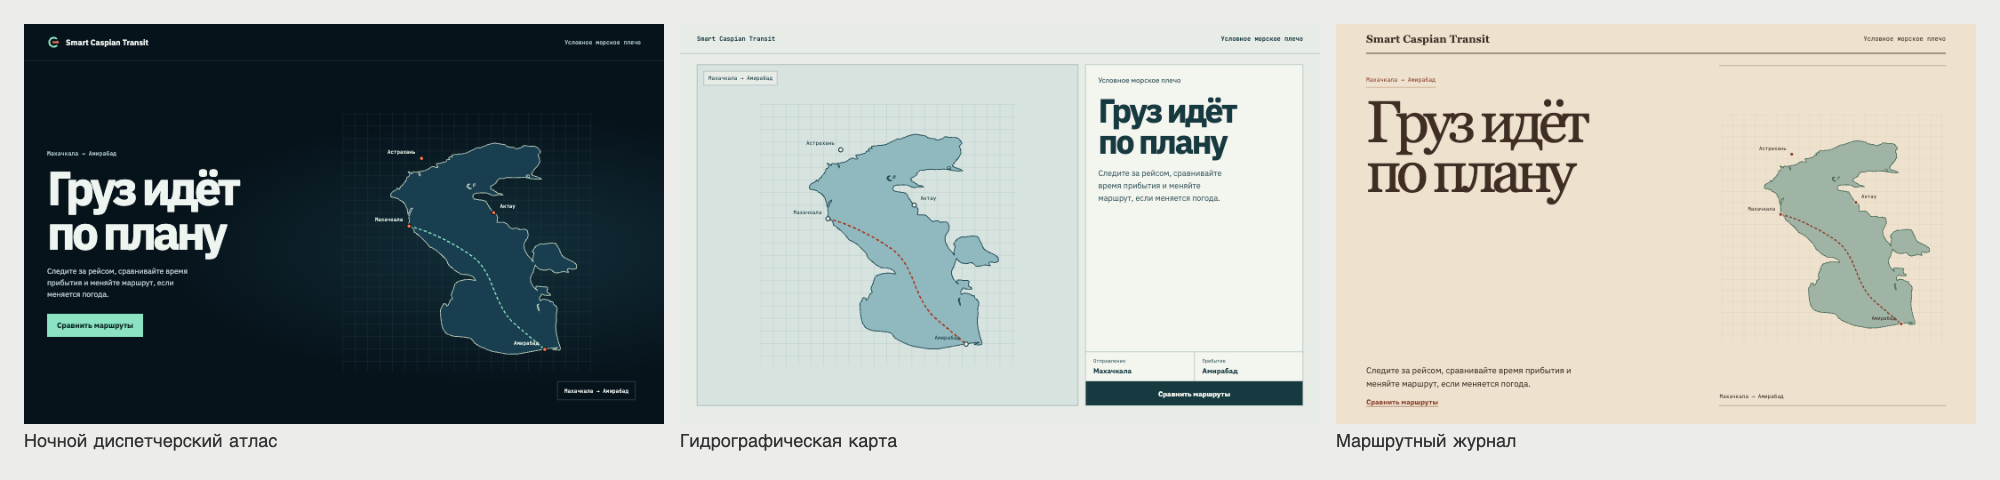 Smart Caspian Transit
Условное морское плечо
Махачкала → Амирабад
Груз идёт
по плану
Следите за рейсом, сравнивайте время
прибытия и меняйте маршрут, если
меняется погода.
Сравнить маршруты
Астрахань
Актау
Махачкала
Амирабад
Махачкала → Амирабад
Ночной диспетчерский атлас
Smart Caspian Transit
Условное морское плечо
Махачкала → Амирабад
Астрахань
Актау
Махачкала
Амирабад
Условное морское плечо
Груз идёт
по плану
Следите за рейсом, сравнивайте
время прибытия и меняйте
маршрут, если меняется погода.
Отправление
Махачкала
Прибытие
Амирабад
Сравнить маршруты
Гидрографическая карта
Smart Caspian Transit
Условное морское плечо
Махачкала → Амирабад
Груз идёт
по плану
Астрахань
Актау
Махачкала
Амирабад
Следите за рейсом, сравнивайте время прибытия и
меняйте маршрут, если меняется погода.
Сравнить маршруты
Махачкала → Амирабад
Маршрутный журнал